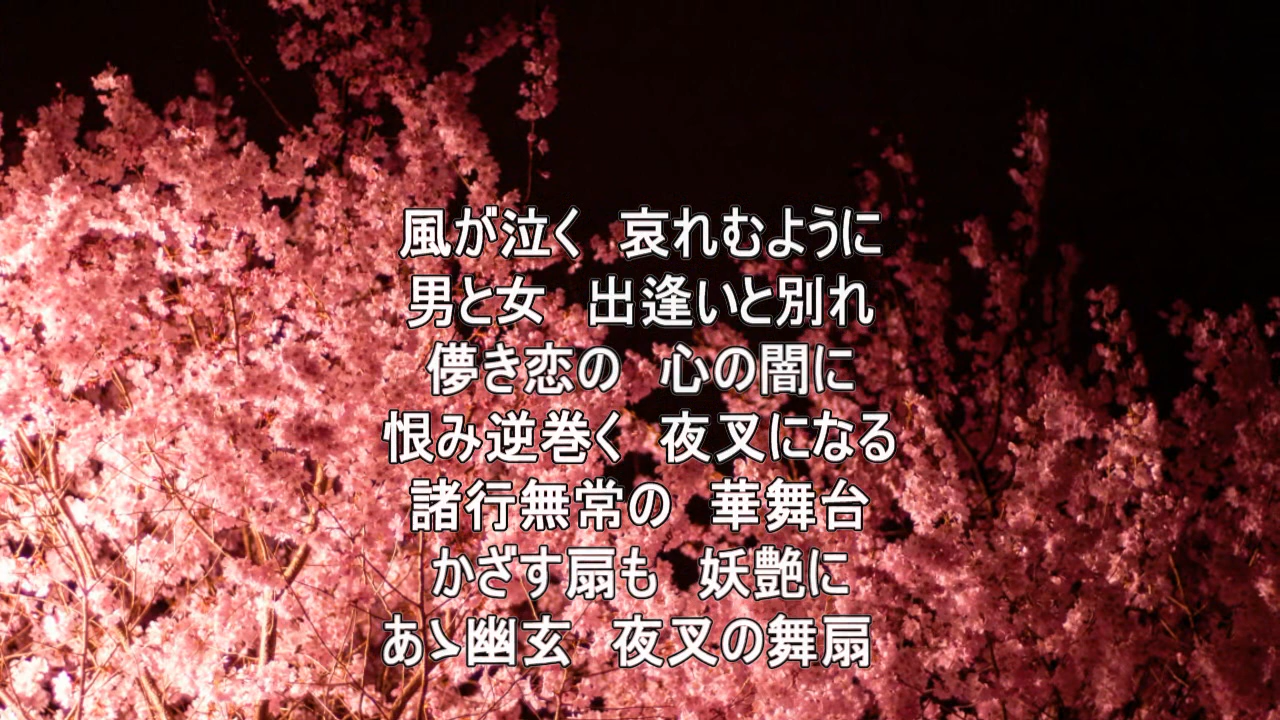 風が泣く　哀れむように
男と女　出逢いと別れ
儚き恋の　心の闇に
恨み逆巻く　夜叉になる
諸行無常の　華舞台
かざす扇も　妖艶に
あゝ幽玄　夜叉の舞扇